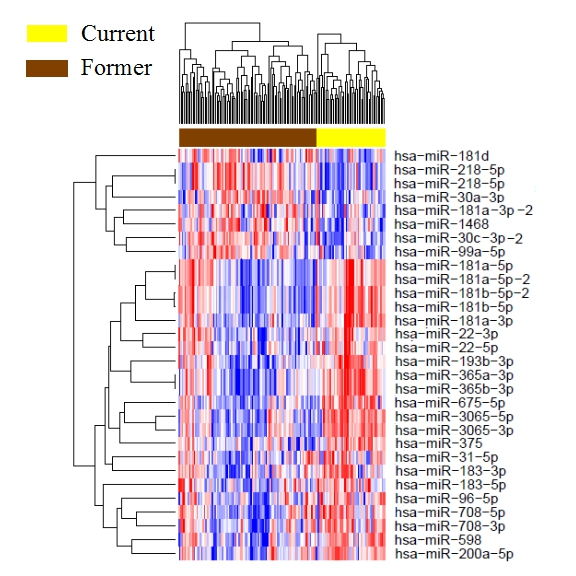 Current
Former
hsa-miR-181d
hsa-miR-218-5p
hsa-miR-218-5p
hsa-miR-30a-3p
hsa-miR-181a-3p-2
hsa-miR-1468
hsa-miR-30c-3p-2
hsa-miR-99a-5p
hsa-miR-181a-5p
hsa-miR-181a-5p-2
hsa-miR-181b-5p-2
hsa-miR-181b-5p
hsa-miR-181a-3p
hsa-miR-22-3p
hsa-miR-22-5p
hsa-miR-193b-3p
hsa-miR-365a-3p
hsa-miR-365b-3p
hsa-miR-675-5p
hsa-miR-3065-5p
hsa-miR-3065-3p
hsa-miR-375
hsa-miR-31-5p
hsa-miR-183-3p
hsa-miR-183-5p
hsa-miR-96-5p
hsa-miR-708-5p
hsa-miR-708-3p
hsa-miR-598
hsa-miR-200a-5p